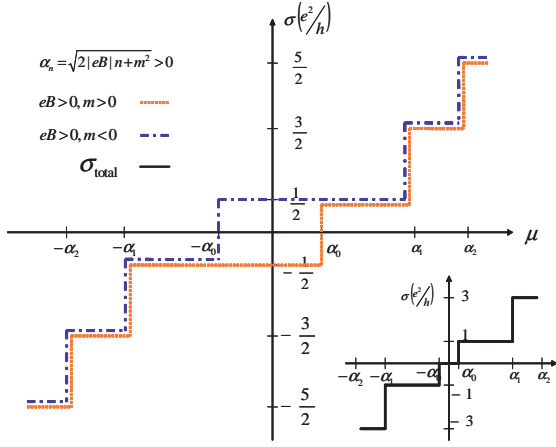 σ(e²/h)
αₙ=√2|eB|n+m² >0
5/2
eB>0,m>0
3/2
eB>0,m<0
σtotal
1/2
μ
−α₂ −α₁ −α₀ α₀ α₁ α₂
−1/2
σ(e²/h)
3
−3/2
1
−α₂ −α₁ −α₀ α₀ α₁ α₂
−1
−5/2
−3